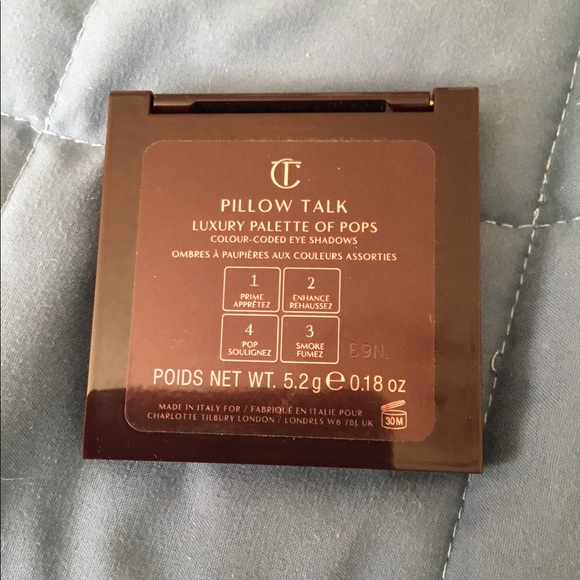 CT
PILLOW TALK
LUXURY PALETTE OF POPS
COLOUR-CODED EYE SHADOWS
OMBRES À PAUPIÈRES AUX COULEURS ASSORTIES
1
PRIME
APPRÊTEZ
2
ENHANCE
REHAUSSEZ
4
POP
SOULIGNEZ
3
SMOKE
FUMEZ
POIDS NET WT. 5.2g ℮ 0.18 oz
MADE IN ITALY FOR / FABRIQUÉ EN ITALIE POUR
CHARLOTTE TILBURY LONDON / LONDRES W6 7BJ, UK
30M